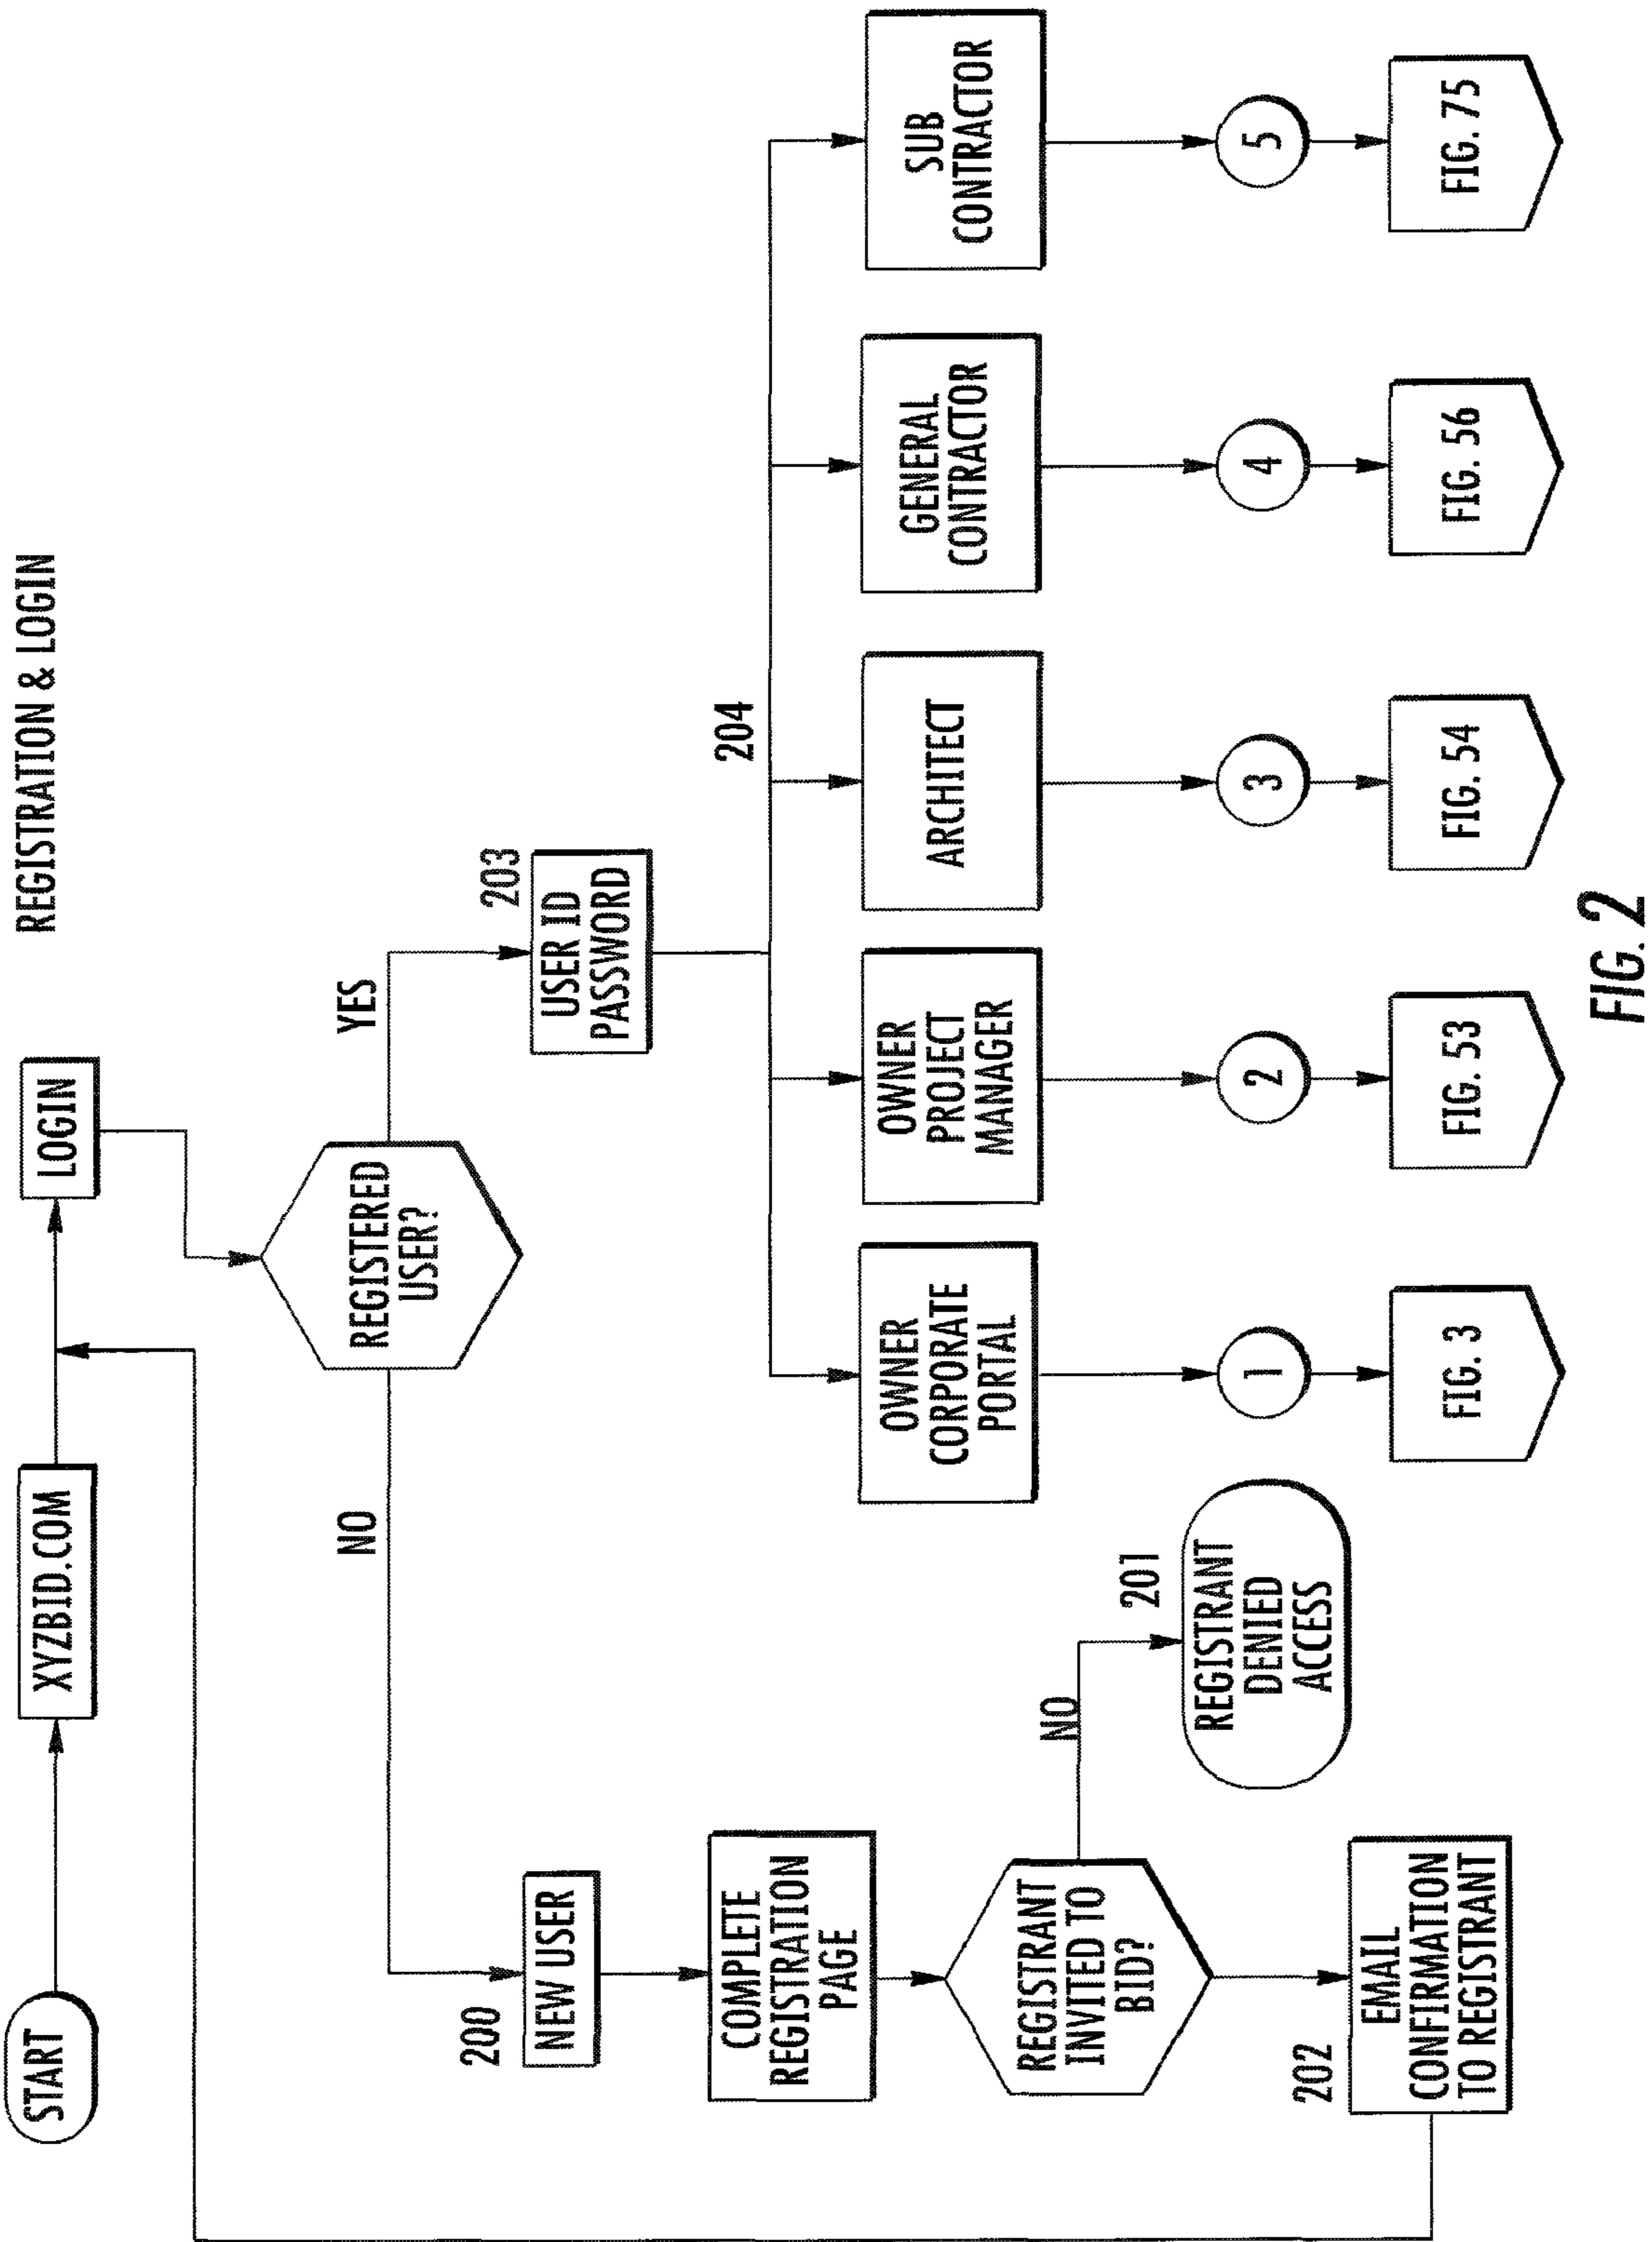 REGISTRATION & LOGIN
START
XYZBID.COM
LOGIN
REGISTERED
USER?
NO
YES
200
NEW USER
203
USER ID
PASSWORD
COMPLETE
REGISTRATION
PAGE
204
REGISTRANT
INVITED TO
BID?
NO
201
REGISTRANT
DENIED
ACCESS
202
EMAIL
CONFIRMATION
TO REGISTRANT
OWNER
CORPORATE
PORTAL
OWNER
PROJECT
MANAGER
ARCHITECT
GENERAL
CONTRACTOR
SUB
CONTRACTOR
1
2
3
4
5
FIG. 3
FIG. 53
FIG. 54
FIG. 56
FIG. 75
FIG. 2